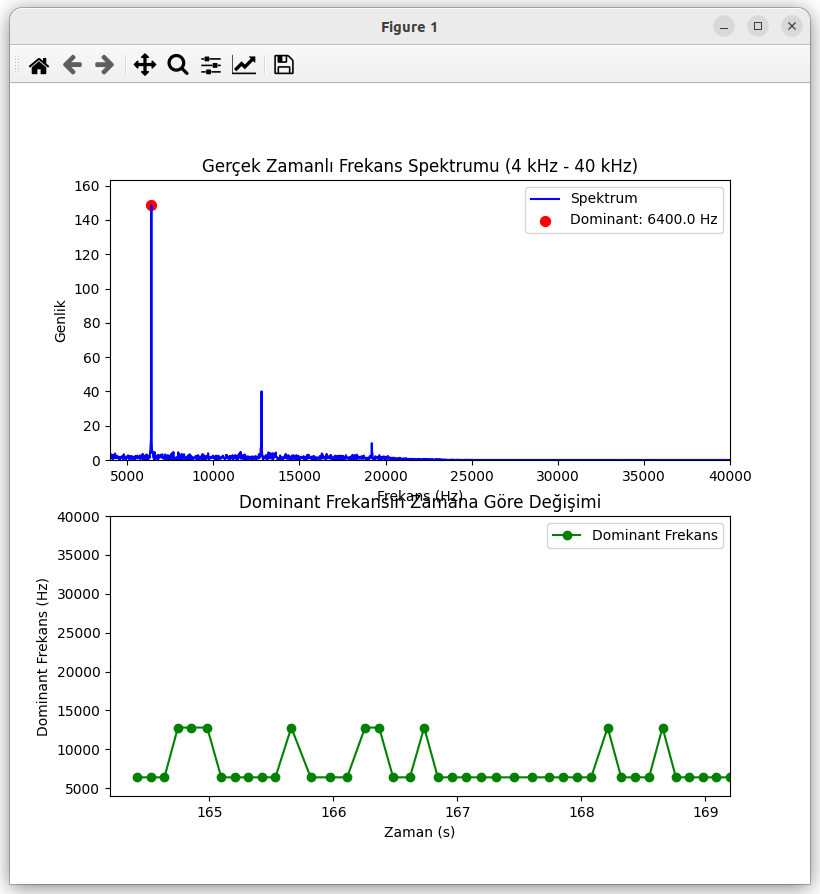 Figure 1
Gerçek Zamanlı Frekans Spektrumu (4 kHz - 40 kHz)
160
140
120
100
80
60
40
20
0
Genlik
Spektrum
Dominant: 6400.0 Hz
5000 10000 15000 20000 25000 30000 35000 40000
Frekans (Hz)
Dominant Frekansın Zamana Göre Değişimi
40000
35000
30000
25000
20000
15000
10000
5000
Dominant Frekans (Hz)
Dominant Frekans
165 166 167 168 169
Zaman (s)